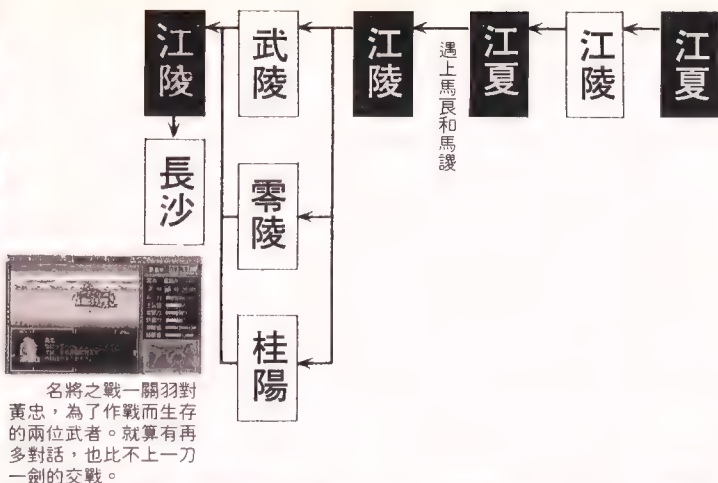 江夏
江陵
江夏
遇上馬良和馬謖
江陵
武陵
零陵
桂陽
江陵
長沙
名將之戰—關羽對
黃忠，為了作戰而生存
的兩位武者。就算有再
多對話，也比不上一刀
一劍的交戰。